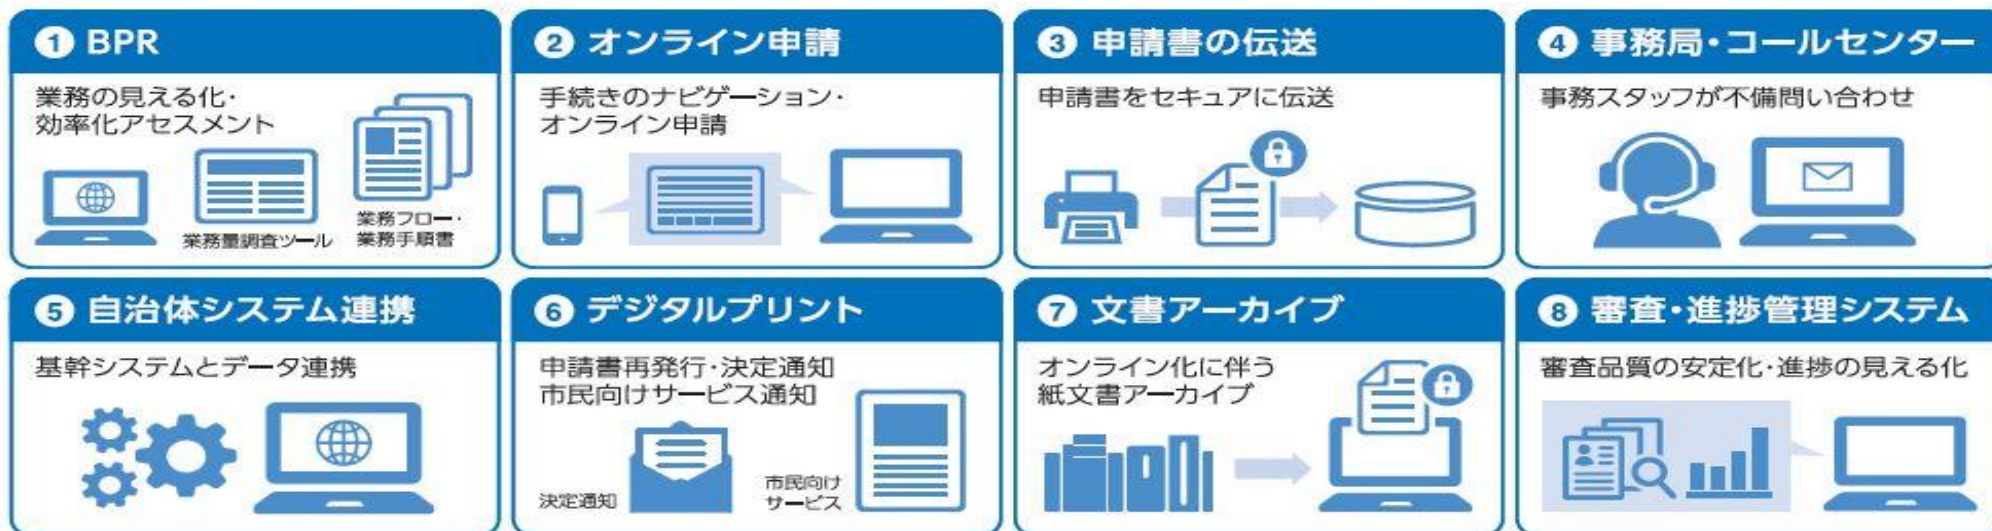 ① BPR
業務の見える化・
効率化アセスメント
業務量調査ツール
業務フロー・
業務手順書
② オンライン申請
手続きのナビゲーション・
オンライン申請
③ 申請書の伝送
申請書をセキュアに伝送
④ 事務局・コールセンター
事務スタッフが不備問い合わせ
⑤ 自治体システム連携
基幹システムとデータ連携
⑥ デジタルプリント
申請書再発行・決定通知
市民向けサービス通知
決定通知
市民向け
サービス
⑦ 文書アーカイブ
オンライン化に伴う
紙文書アーカイブ
⑧ 審査・進捗管理システム
審査品質の安定化・進捗の見える化